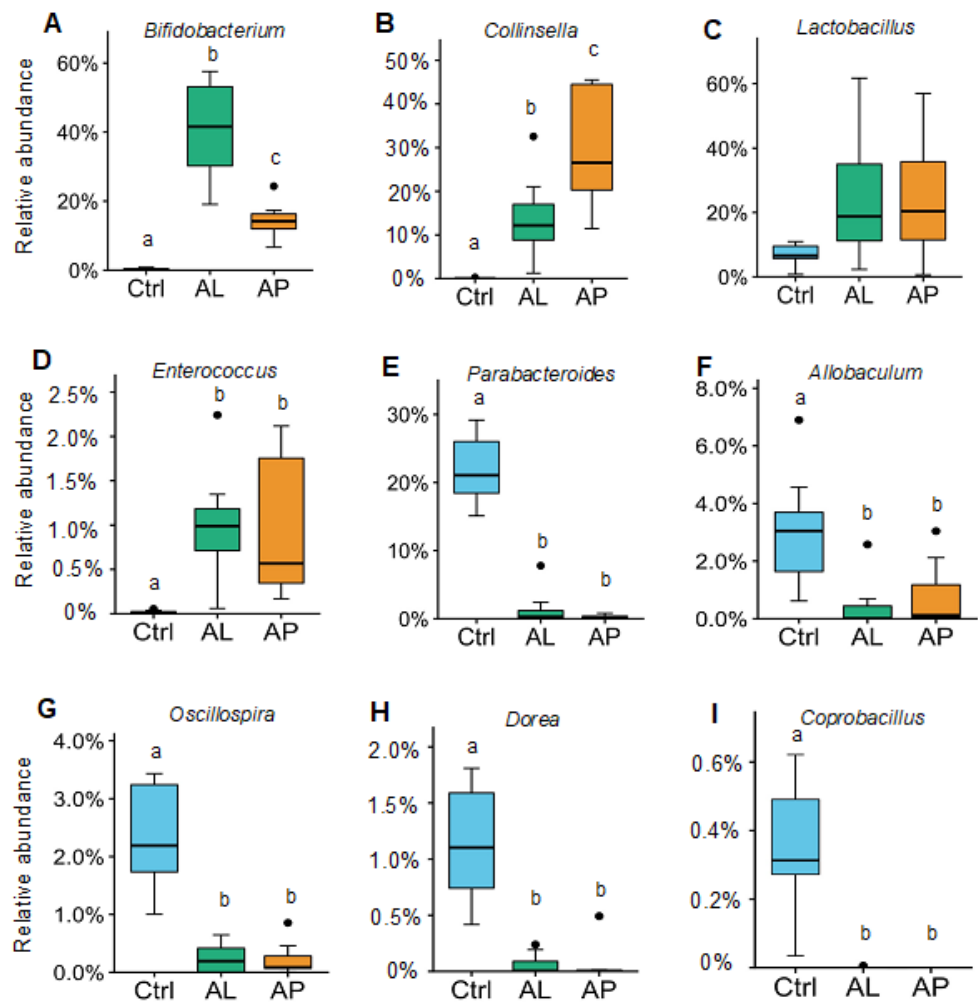 A
Bifidobacterium
Relative abundance
60%
40%
20%
0%
a
b
c
Ctrl
AL
AP
B
Collinsella
50%
40%
30%
20%
10%
0%
a
b
c
Ctrl
AL
AP
C
Lactobacillus
60%
40%
20%
0%
Ctrl
AL
AP
D
Enterococcus
Relative abundance
2.5%
2.0%
1.5%
1.0%
0.5%
0%
a
b
b
Ctrl
AL
AP
E
Parabacteroides
30%
20%
10%
0%
a
b
b
Ctrl
AL
AP
F
Allobaculum
8.0%
6.0%
4.0%
2.0%
0.0%
a
b
b
Ctrl
AL
AP
G
Oscillospira
Relative abundance
4.0%
3.0%
2.0%
1.0%
0.0%
a
b
b
Ctrl
AL
AP
H
Dorea
2.0%
1.5%
1.0%
0.5%
0%
a
b
b
Ctrl
AL
AP
I
Coprobacillus
0.6%
0.4%
0.2%
0%
a
b
b
Ctrl
AL
AP